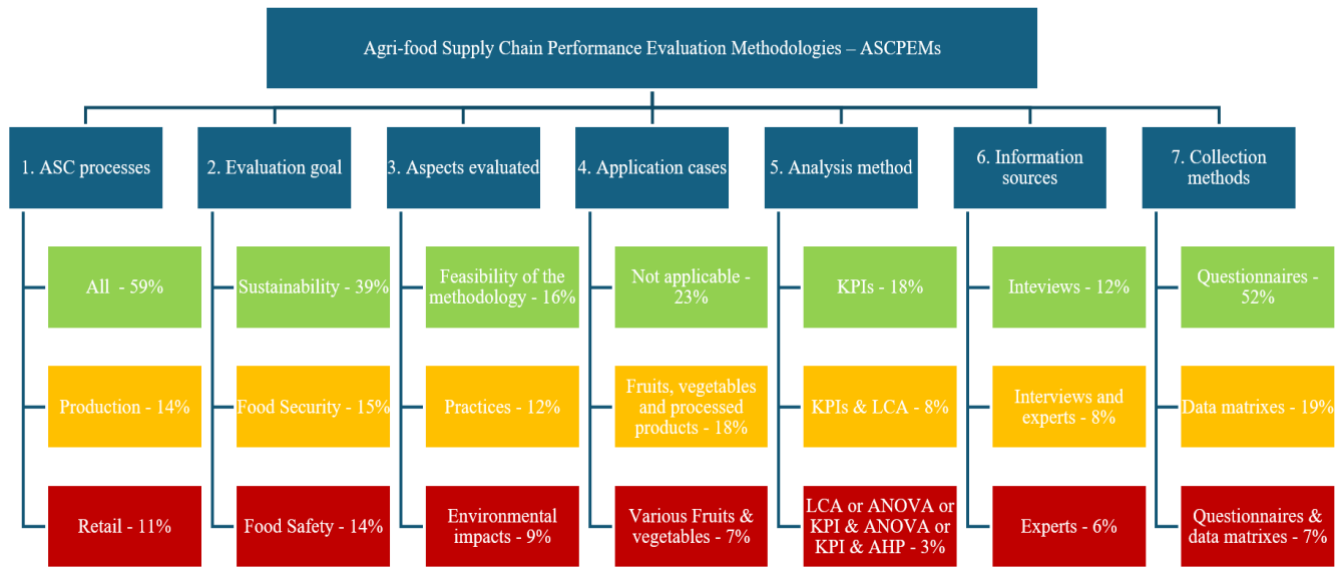 Agri-food Supply Chain Performance Evaluation Methodologies – ASCPEMs
1. ASC processes
2. Evaluation goal
3. Aspects evaluated
4. Application cases
5. Analysis method
6. Information
sources
7. Collection
methods
All - 59%
Sustainability - 39%
Feasibility of the
methodology - 16%
Not applicable -
23%
KPIs - 18%
Inteviews - 12%
Questionnaires -
52%
Production - 14%
Food Security - 15%
Practices - 12%
Fruits, vegetables
and processed
products - 18%
KPIs & LCA - 8%
Interviews and
experts - 8%
Data matrixes - 19%
Retail - 11%
Food Safety - 14%
Environmental
impacts - 9%
Various Fruits &
vegetables - 7%
LCA or ANOVA or
KPI & ANOVA or
KPI & AHP - 3%
Experts - 6%
Questionnaires &
data matrixes - 7%